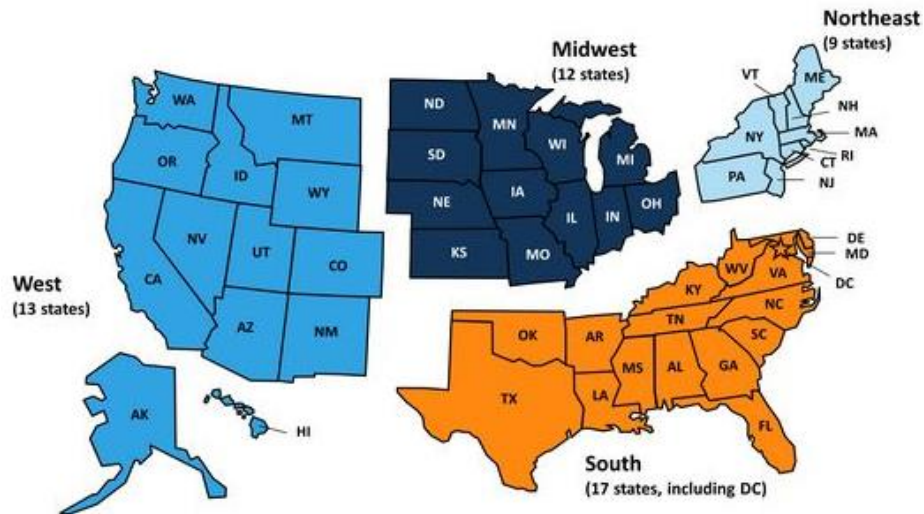 Northeast
(9 states)
Midwest
(12 states)
West
(13 states)
South
(17 states, including DC)
WA
MT
OR
ID
WY
NV
UT
CO
CA
AZ
NM
AK
HI
ND
MN
SD
WI
MI
NE
IA
IL
IN
OH
KS
MO
VT
ME
NH
NY
MA
RI
CT
PA
NJ
DE
MD
WV
VA
DC
KY
NC
TN
OK
AR
SC
MS
AL
GA
TX
LA
FL